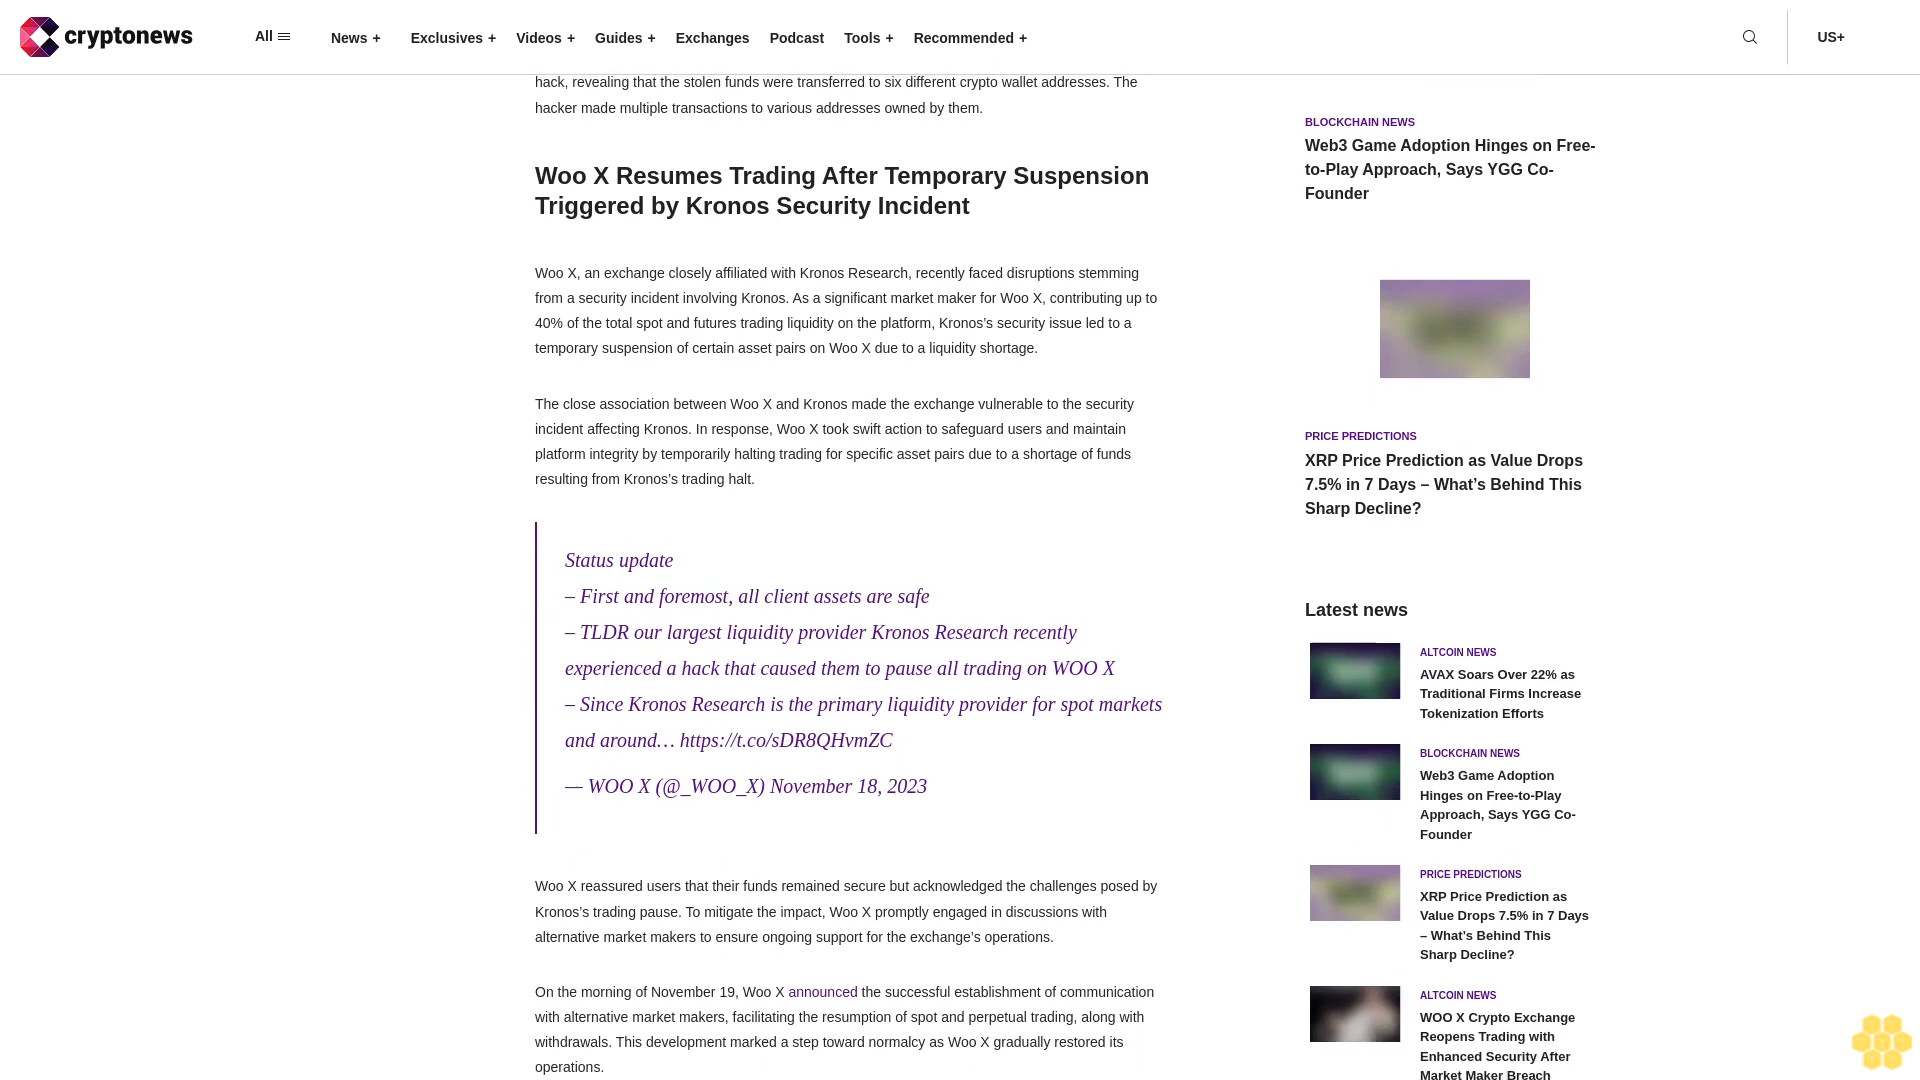 cryptonews
All
News +
Exclusives +
Videos +
Guides +
Exchanges
Podcast
Tools +
Recommended +
US+
hack, revealing that the stolen funds were transferred to six different crypto wallet addresses. The
hacker made multiple transactions to various addresses owned by them.
Woo X Resumes Trading After Temporary Suspension
Triggered by Kronos Security Incident
Woo X, an exchange closely affiliated with Kronos Research, recently faced disruptions stemming
from a security incident involving Kronos. As a significant market maker for Woo X, contributing up to
40% of the total spot and futures trading liquidity on the platform, Kronos’s security issue led to a
temporary suspension of certain asset pairs on Woo X due to a liquidity shortage.
The close association between Woo X and Kronos made the exchange vulnerable to the security
incident affecting Kronos. In response, Woo X took swift action to safeguard users and maintain
platform integrity by temporarily halting trading for specific asset pairs due to a shortage of funds
resulting from Kronos’s trading halt.
Status update
– First and foremost, all client assets are safe
– TLDR our largest liquidity provider Kronos Research recently
experienced a hack that caused them to pause all trading on WOO X
– Since Kronos Research is the primary liquidity provider for spot markets
and around… https://t.co/sDR8QHvmZC
— WOO X (@_WOO_X) November 18, 2023
Woo X reassured users that their funds remained secure but acknowledged the challenges posed by
Kronos’s trading pause. To mitigate the impact, Woo X promptly engaged in discussions with
alternative market makers to ensure ongoing support for the exchange’s operations.
On the morning of November 19, Woo X announced the successful establishment of communication
with alternative market makers, facilitating the resumption of spot and perpetual trading, along with
withdrawals. This development marked a step toward normalcy as Woo X gradually restored its
operations.
BLOCKCHAIN NEWS
Web3 Game Adoption Hinges on Free-
to-Play Approach, Says YGG Co-
Founder
PRICE PREDICTIONS
XRP Price Prediction as Value Drops
7.5% in 7 Days – What’s Behind This
Sharp Decline?
Latest news
ALTCOIN NEWS
AVAX Soars Over 22% as
Traditional Firms Increase
Tokenization Efforts
BLOCKCHAIN NEWS
Web3 Game Adoption
Hinges on Free-to-Play
Approach, Says YGG Co-
Founder
PRICE PREDICTIONS
XRP Price Prediction as
Value Drops 7.5% in 7 Days
– What’s Behind This
Sharp Decline?
ALTCOIN NEWS
WOO X Crypto Exchange
Reopens Trading with
Enhanced Security After
Market Maker Breach